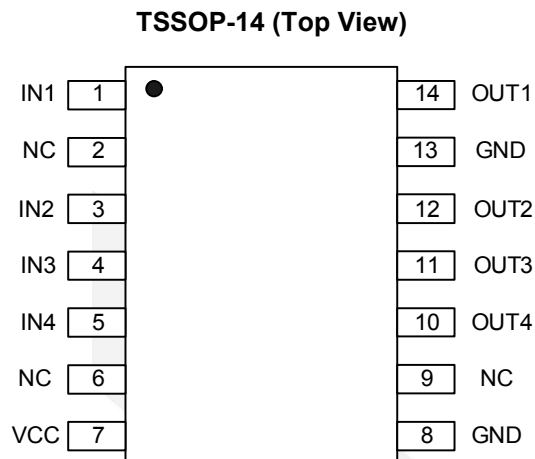 TSSOP-14 (Top View)
IN1 1 14 OUT1
NC 2 13 GND
IN2 3 12 OUT2
IN3 4 11 OUT3
IN4 5 10 OUT4
NC 6 9 NC
VCC 7 8 GND